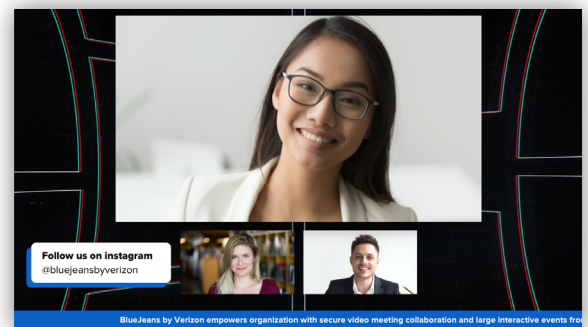 Follow us on instagram
@bluejeansbyverizon
BlueJeans by Verizon empowers organization with secure video meeting collaboration and large interactive events from